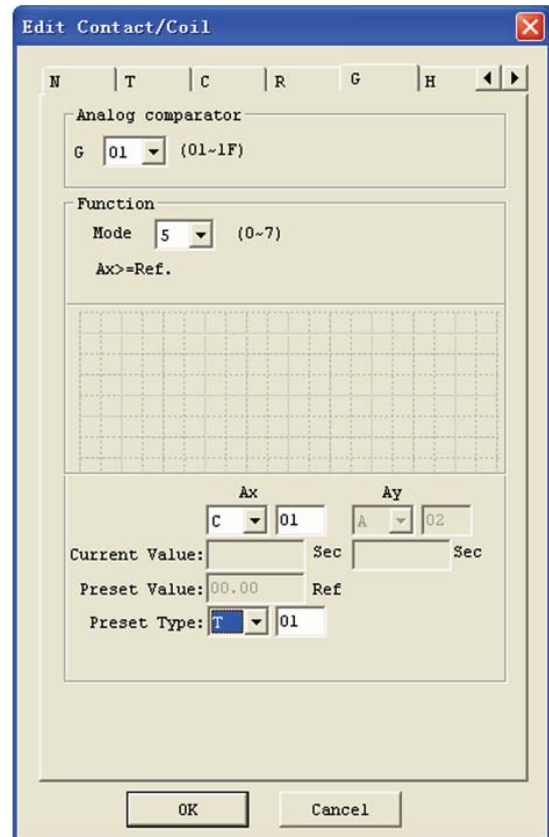 Edit Contact/Coil
N T C R G H
Analog comparator
G 01 (01~1F)
Function
Mode 5 (0~7)
Ax>=Ref.
Ax Ay
C 01 A 02
Current Value: Sec Sec
Preset Value: 00.00 Ref
Preset Type: T 01
OK Cancel